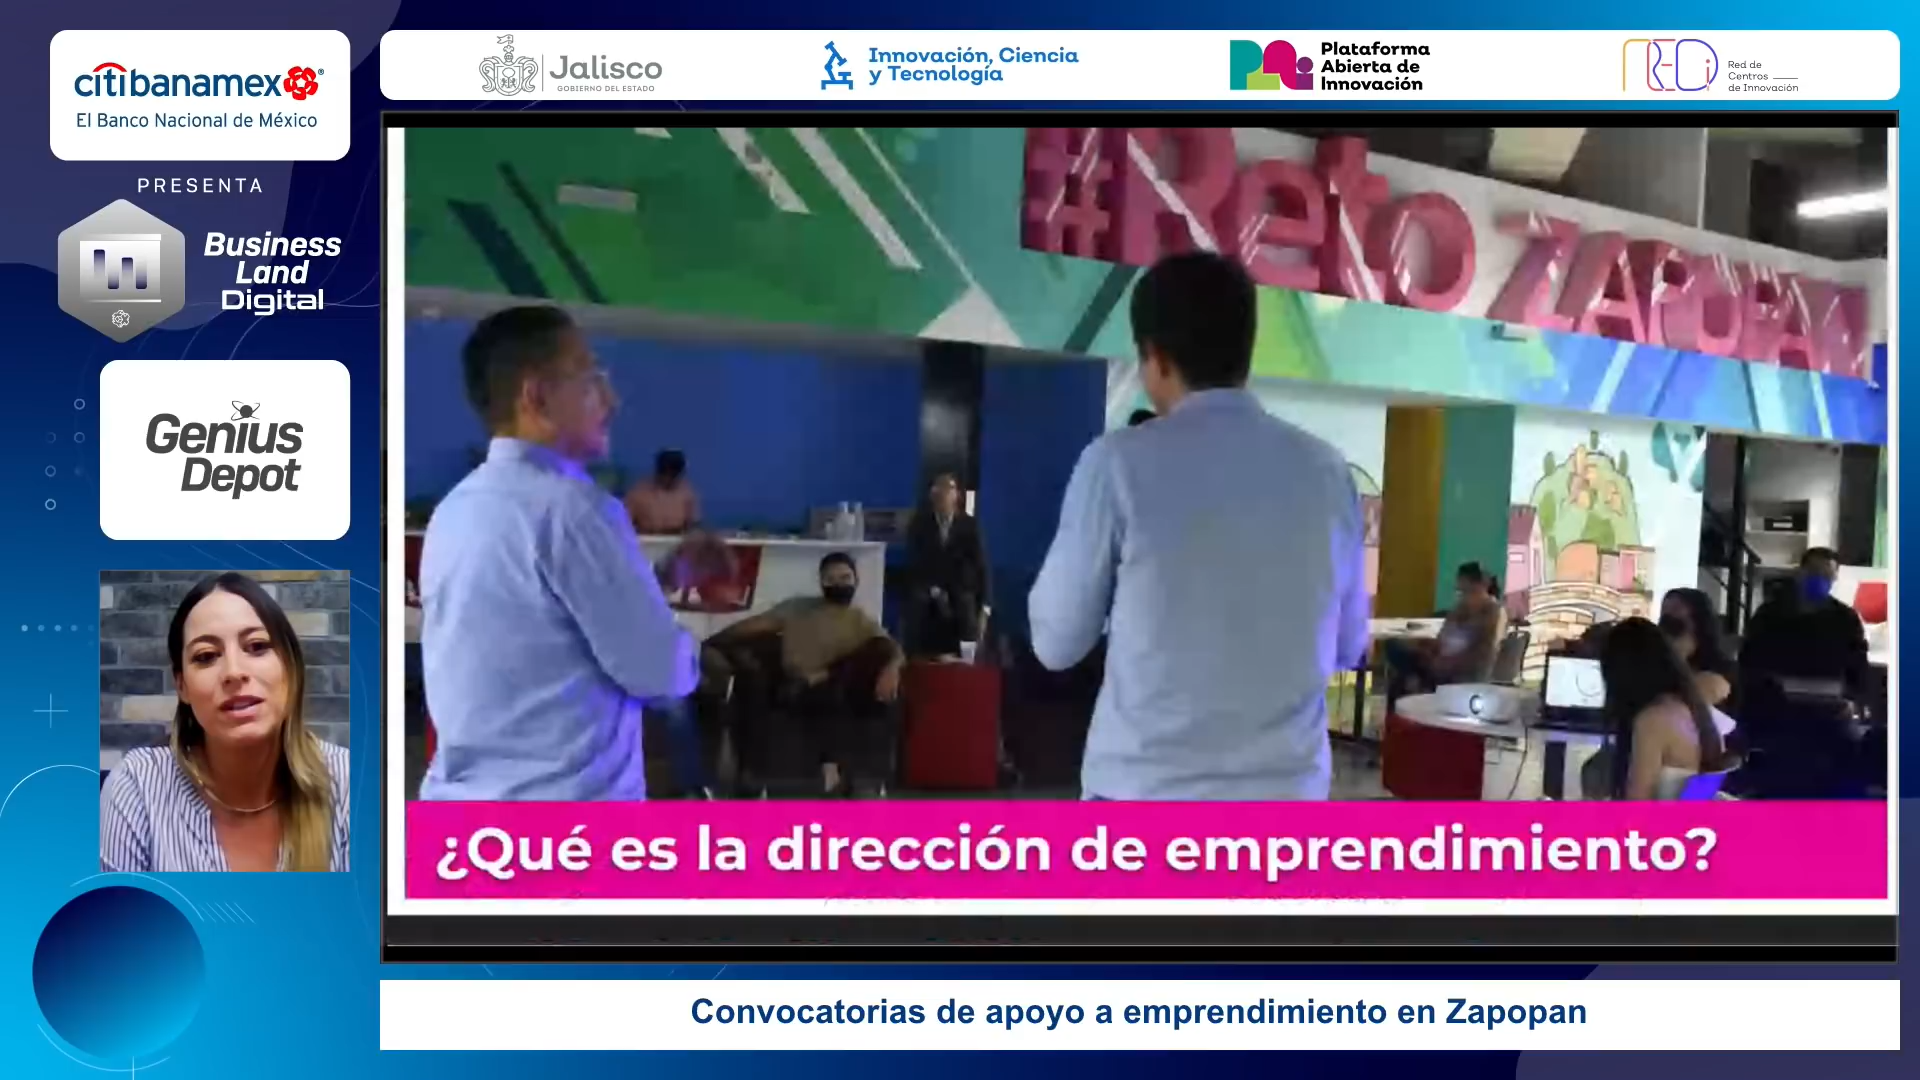 citibanamex
El Banco Nacional de México
PRESENTA
Business
Land
Digital
Genius
Depot
Jalisco
GOBIERNO DEL ESTADO
Innovación, Ciencia
y Tecnología
PLAi
Plataforma
Abierta de
Innovación
REDi
Red de
Centros
de Innovación
#Reto ZAPOPAN
¿Qué es la dirección de emprendimiento?
Convocatorias de apoyo a emprendimiento en Zapopan